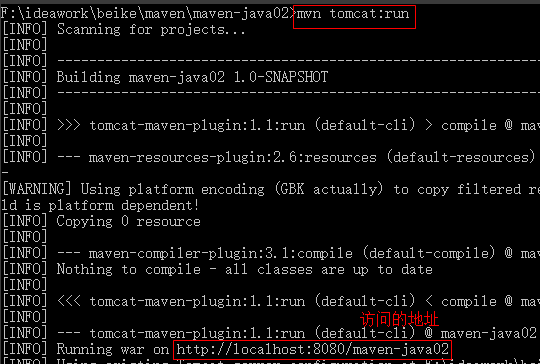 F:\ideawork\beike\maven\maven-java02>mvn tomcat:run
[INFO] Scanning for projects...
[INFO]
[INFO] ------------------------------------------------------------
[INFO] Building maven-java02 1.0-SNAPSHOT
[INFO] ------------------------------------------------------------
[INFO]
[INFO] >>> tomcat-maven-plugin:1.1:run (default-cli) > compile @
[INFO]
[INFO] --- maven-resources-plugin:2.6:resources (default-resources)
-
[WARNING] Using platform encoding (GBK actually) to copy filtered re
ld is platform dependent!
[INFO] Copying 0 resource
[INFO]
[INFO] --- maven-compiler-plugin:3.1:compile (default-compile) @
[INFO] Nothing to compile - all classes are up to date
[INFO]
[INFO] <<< tomcat-maven-plugin:1.1:run (default-cli) < compile @
[INFO] 访问的地址
[INFO] --- tomcat-maven-plugin:1.1:run (default-cli) @ maven-java02
[INFO] Running war on http://localhost:8080/maven-java02
[INFO]